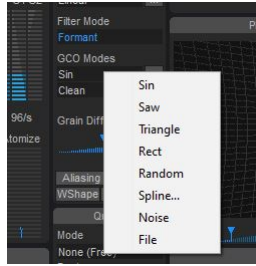 Filter Mode
Formant
GCO Modes
Sin
Clean
96/s
Grain Diff
Aliasing
WShape
Mode
None (Free)
Sin
Saw
Triangle
Rect
Random
Spline...
Noise
File